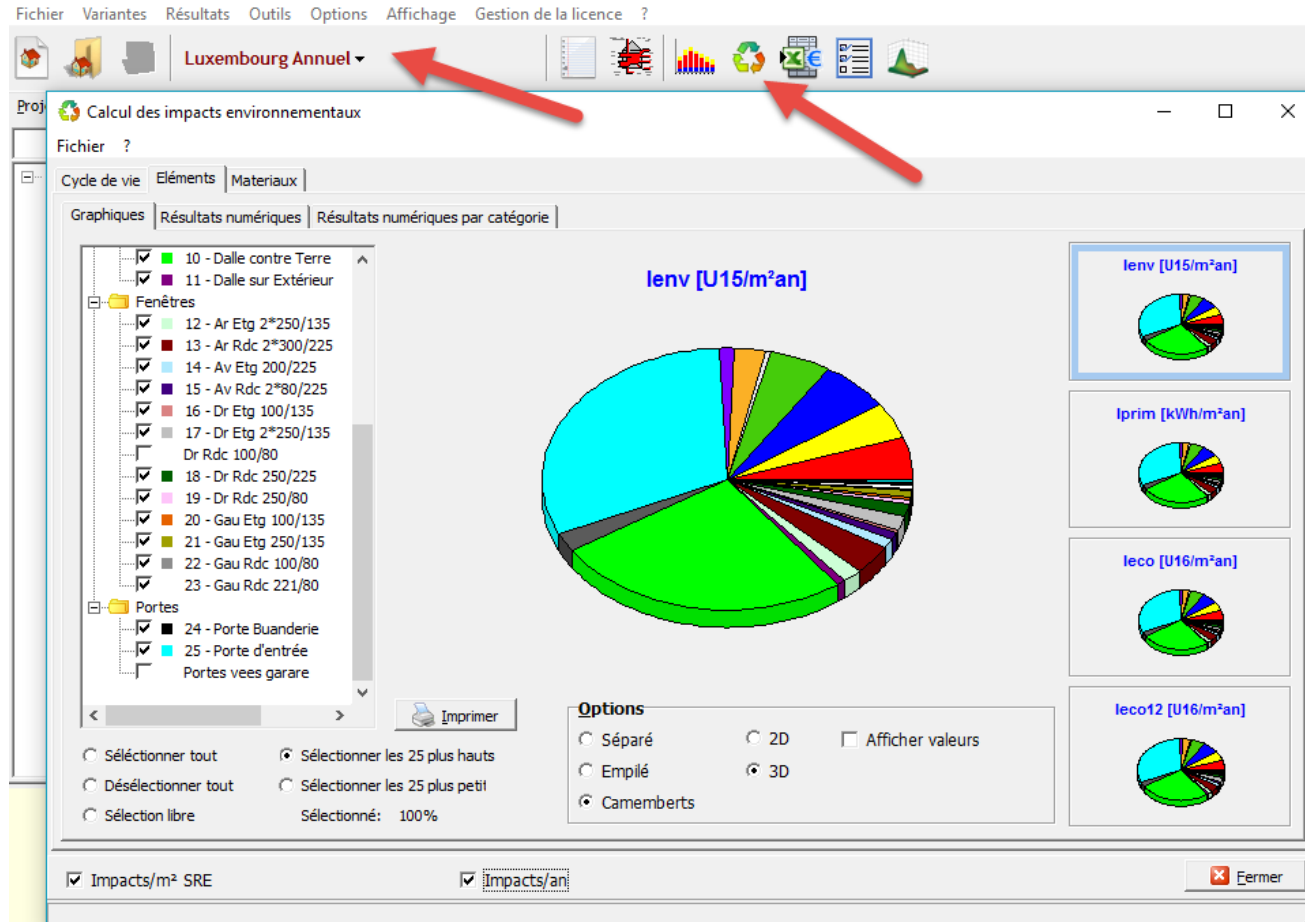 Fichier Variantes Résultats Outils Options Affichage Gestion de la licence ?
Luxembourg Annuel
Proj
Calcul des impacts environnementaux
Fichier ?
Cycle de vie Eléments Materiaux
Graphiques Résultats numériques Résultats numériques par catégorie
10 - Dalle contre Terre
11 - Dalle sur Extérieur
Fenêtres
12 - Ar Etg 2*250/135
13 - Ar Rdc 2*300/225
14 - Av Etg 200/225
15 - Av Rdc 2*80/225
16 - Dr Etg 100/135
17 - Dr Etg 2*250/135
Dr Rdc 100/80
18 - Dr Rdc 250/225
19 - Dr Rdc 250/80
20 - Gau Etg 100/135
21 - Gau Etg 250/135
22 - Gau Rdc 100/80
23 - Gau Rdc 221/80
Portes
24 - Porte Buanderie
25 - Porte d'entrée
Portes vees garare
Ienv [U15/m²an]
Ienv [U15/m²an]
Iprim [kWh/m²an]
Ieco [U16/m²an]
Ieco12 [U16/m²an]
Imprimer
Séléctionner tout
Sélectionner les 25 plus hauts
Désélectionner tout
Sélectionner les 25 plus petit
Sélection libre
Sélectionné: 100%
Options
Séparé
2D
Afficher valeurs
Empilé
3D
Camemberts
Impacts/m² SRE
Impacts/an
Fermer